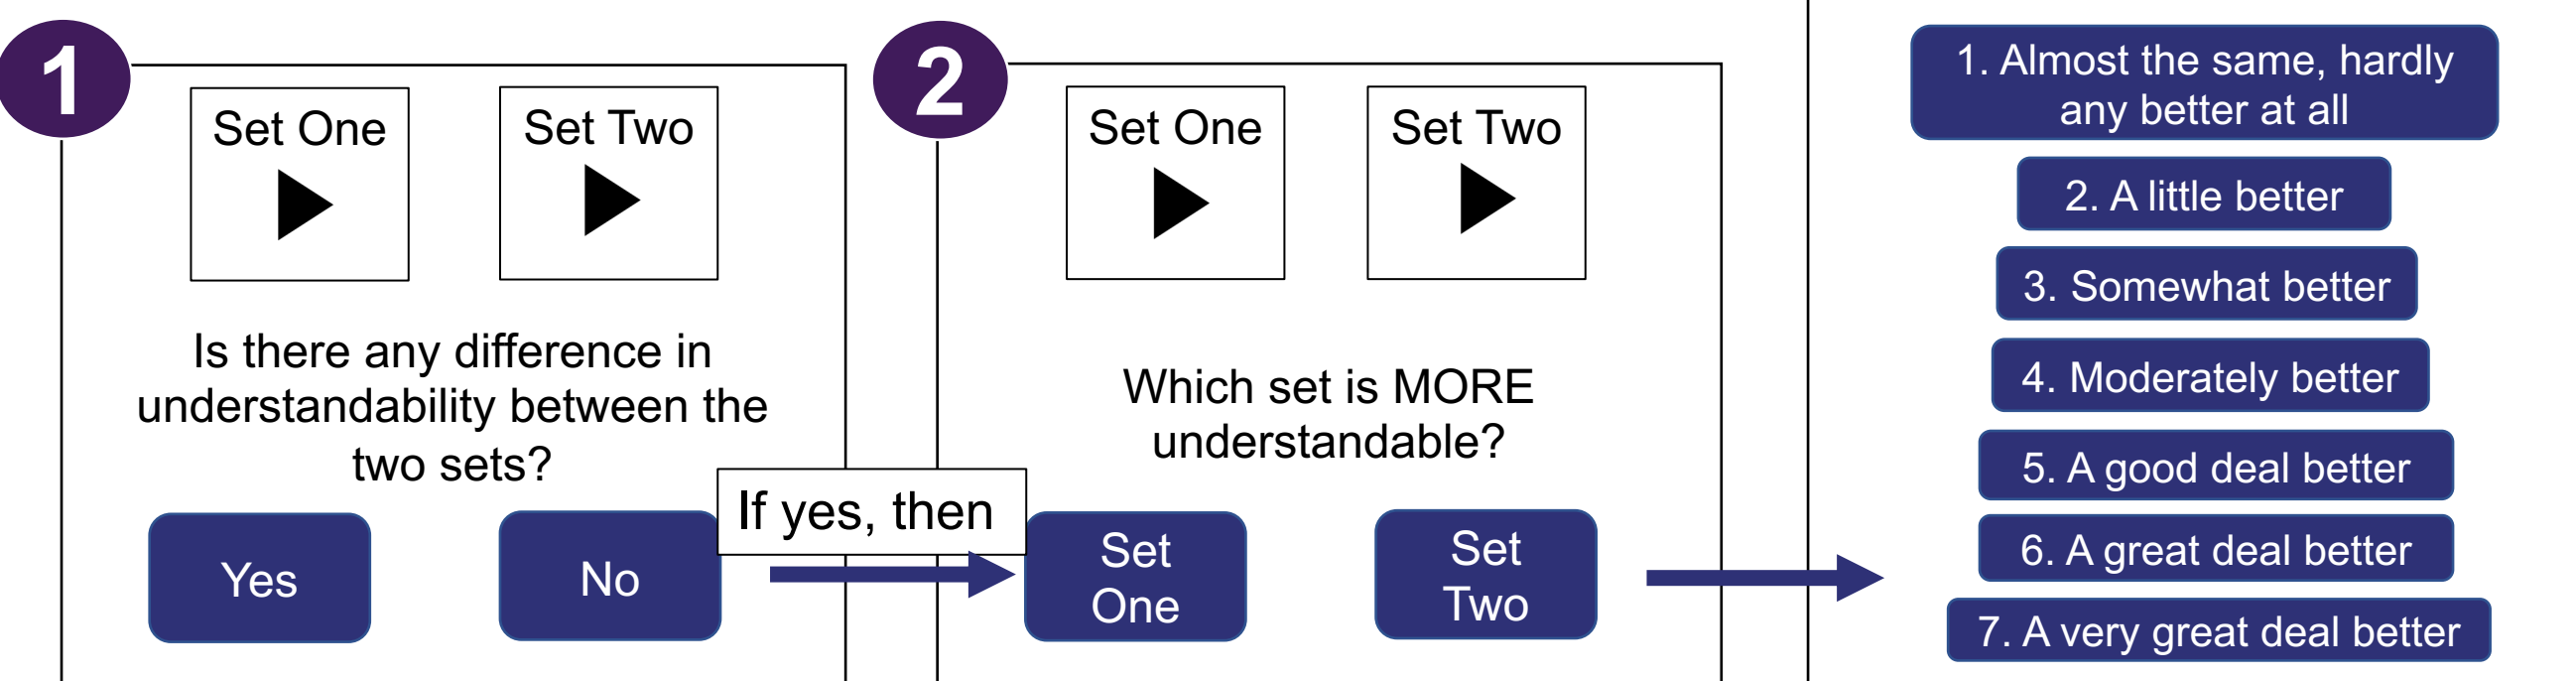 1
Set One
Set Two
Is there any difference in
understandability between the
two sets?
Yes
No
If yes, then
2
Set One
Set Two
Which set is MORE
understandable?
Set
One
Set
Two
1. Almost the same, hardly
any better at all
2. A little better
3. Somewhat better
4. Moderately better
5. A good deal better
6. A great deal better
7. A very great deal better